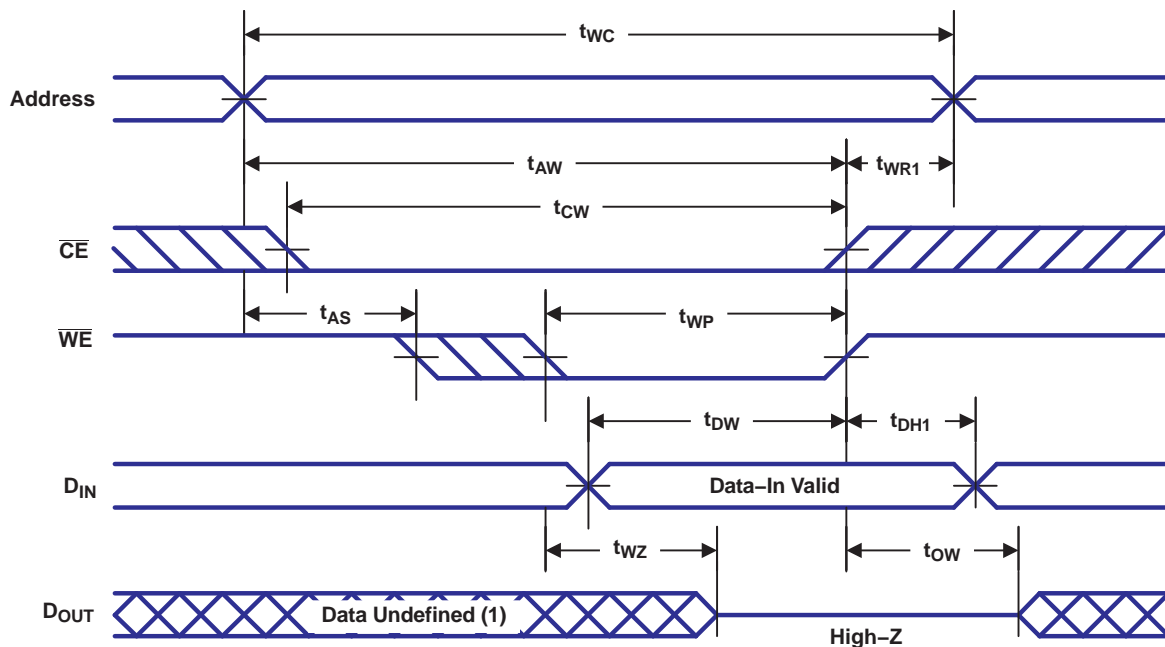 tWC
Address
tAW
tWR1
tCW
CE
tAS
tWP
WE
tDW
tDH1
DIN
Data–In Valid
tWZ
tOW
DOUT
Data Undefined (1)
High–Z